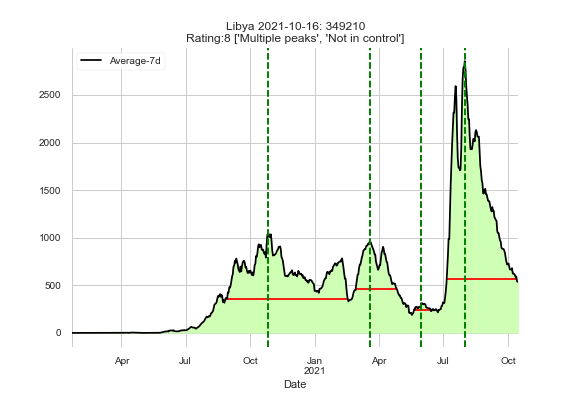 Libya 2021-10-16: 349210
Rating:8 ['Multiple peaks', 'Not in control']
Average-7d
2500
2000
1500
1000
500
0
Apr Jul Oct Jan Apr Jul Oct
2021
Date